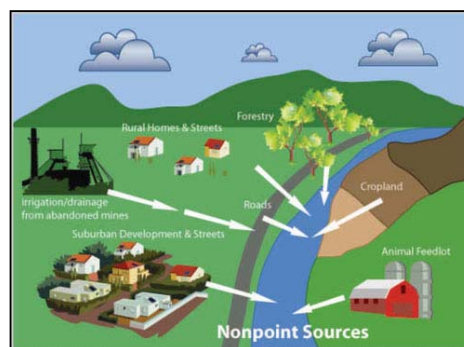 Forestry
Rural Homes & Streets
irrigation/drainage
from abandoned mines
Roads
Cropland
Suburban Development & Streets
Animal Feedlot
Nonpoint Sources